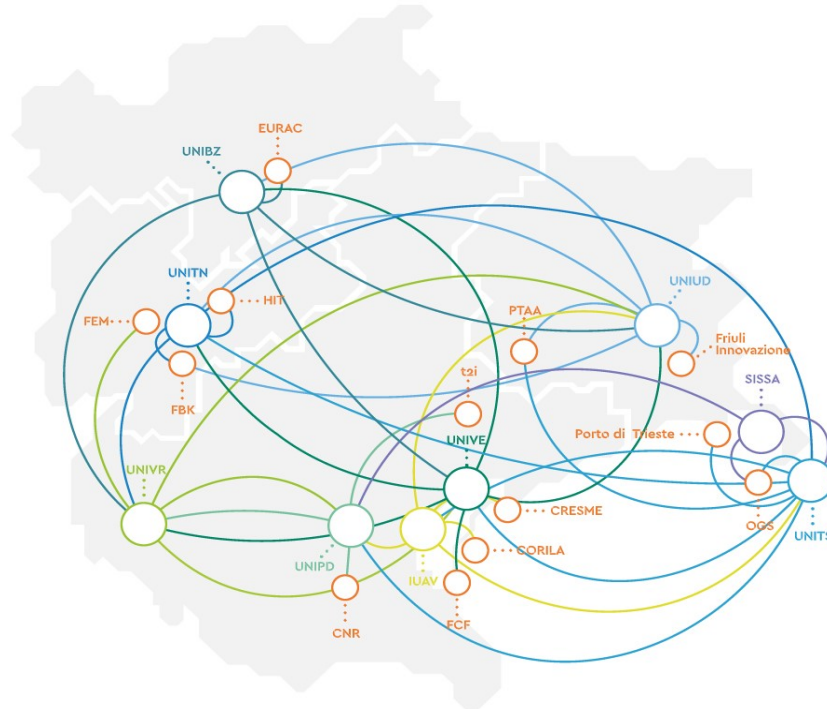 EURAC
UNIBZ
UNITN
HIT
FEM
FBK
UNIUD
PTAA
Friuli
Innovazione
SISSA
t2i
UNIVE
Porto di Trieste
UNIVR
CRESME
OGS
UNITS
CORILA
UNIPD
IUAV
FCF
CNR